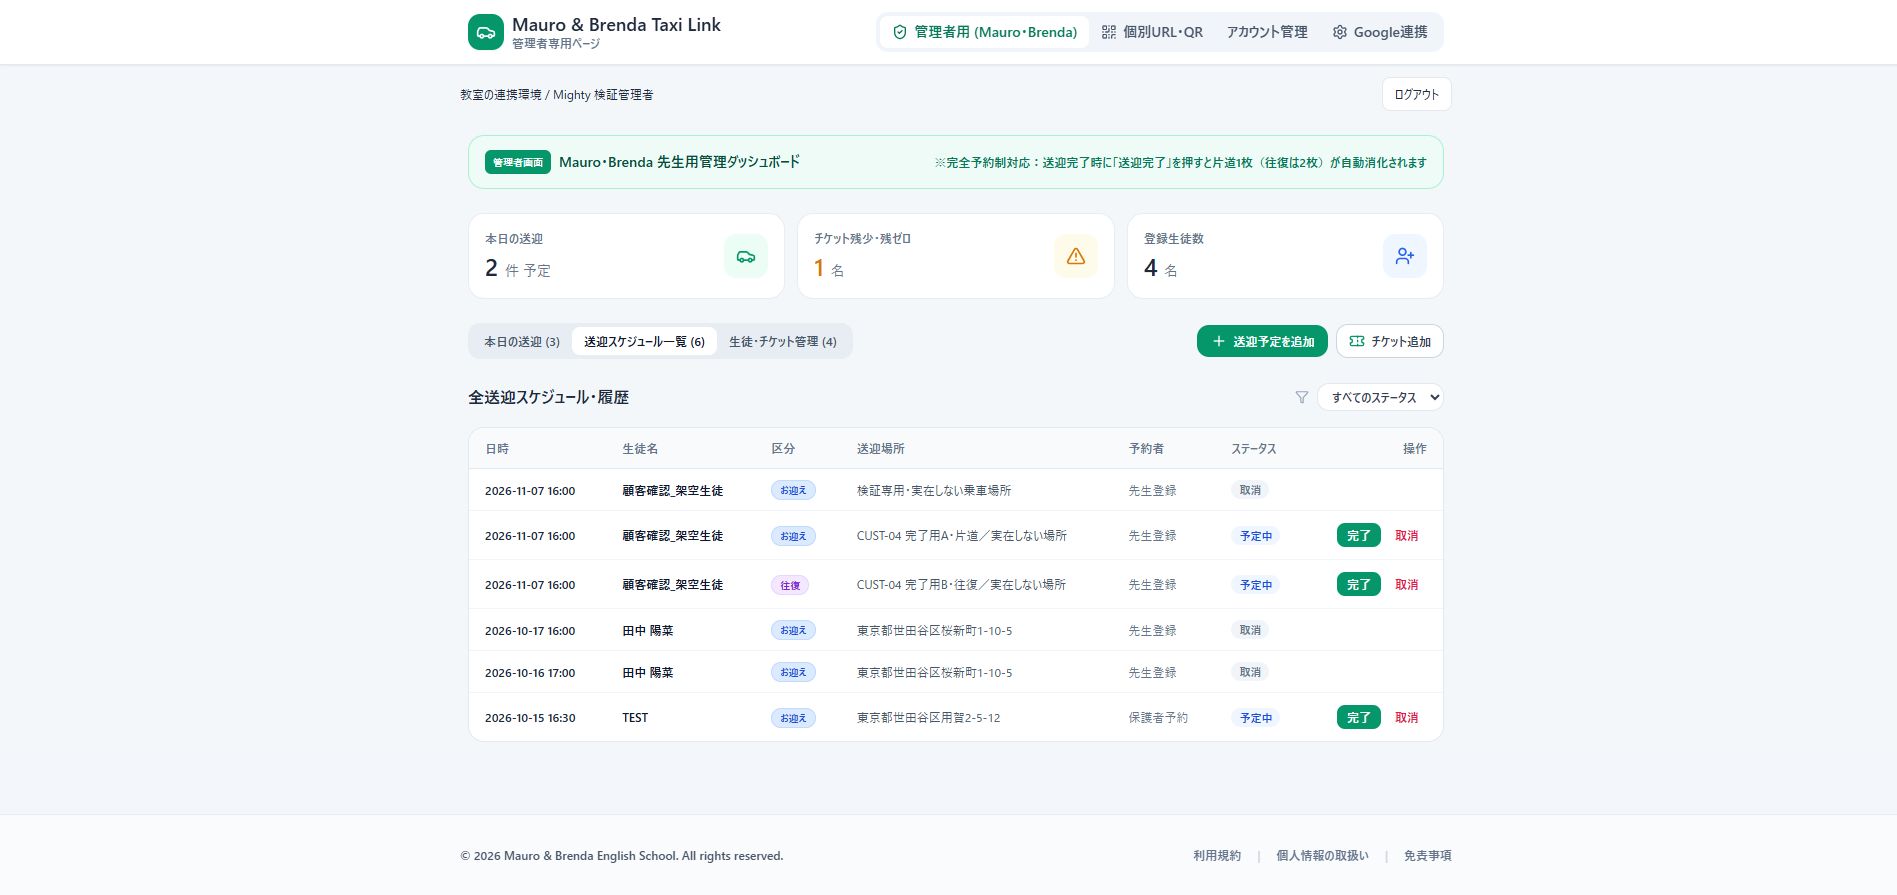 Mauro & Brenda Taxi Link
管理者専用ページ
管理者用 (Mauro・Brenda)
個別URL・QR
アカウント管理
Google連携
教室の連携環境 / Mighty 検証管理者
ログアウト
管理者画面
Mauro・Brenda 先生用管理ダッシュボード
※完全予約制対応：送迎完了時に「送迎完了」を押すと片道1枚（往復は2枚）が自動消化されます
本日の送迎
2 件 予定
チケット残少・残ゼロ
1 名
登録生徒数
4 名
本日の送迎 (3)
送迎スケジュール一覧 (6)
生徒・チケット管理 (4)
送迎予定を追加
チケット追加
全送迎スケジュール・履歴
すべてのステータス
日時 生徒名 区分 送迎場所 予約者 ステータス 操作
2026-11-07 16:00 顧客確認_架空生徒 お迎え 検証専用・実在しない乗車場所 先生登録 取消
2026-11-07 16:00 顧客確認_架空生徒 お迎え CUST-04 完了用A・片道／実在しない場所 先生登録 予定中 完了 取消
2026-11-07 16:00 顧客確認_架空生徒 往復 CUST-04 完了用B・往復／実在しない場所 先生登録 予定中 完了 取消
2026-10-17 16:00 田中 陽菜 お迎え 東京都世田谷区桜新町1-10-5 先生登録 取消
2026-10-16 17:00 田中 陽菜 お迎え 東京都世田谷区桜新町1-10-5 先生登録 取消
2026-10-15 16:30 TEST お迎え 東京都世田谷区用賀2-5-12 保護者予約 予定中 完了 取消
© 2026 Mauro & Brenda English School. All rights reserved.
利用規約 | 個人情報の取扱い | 免責事項